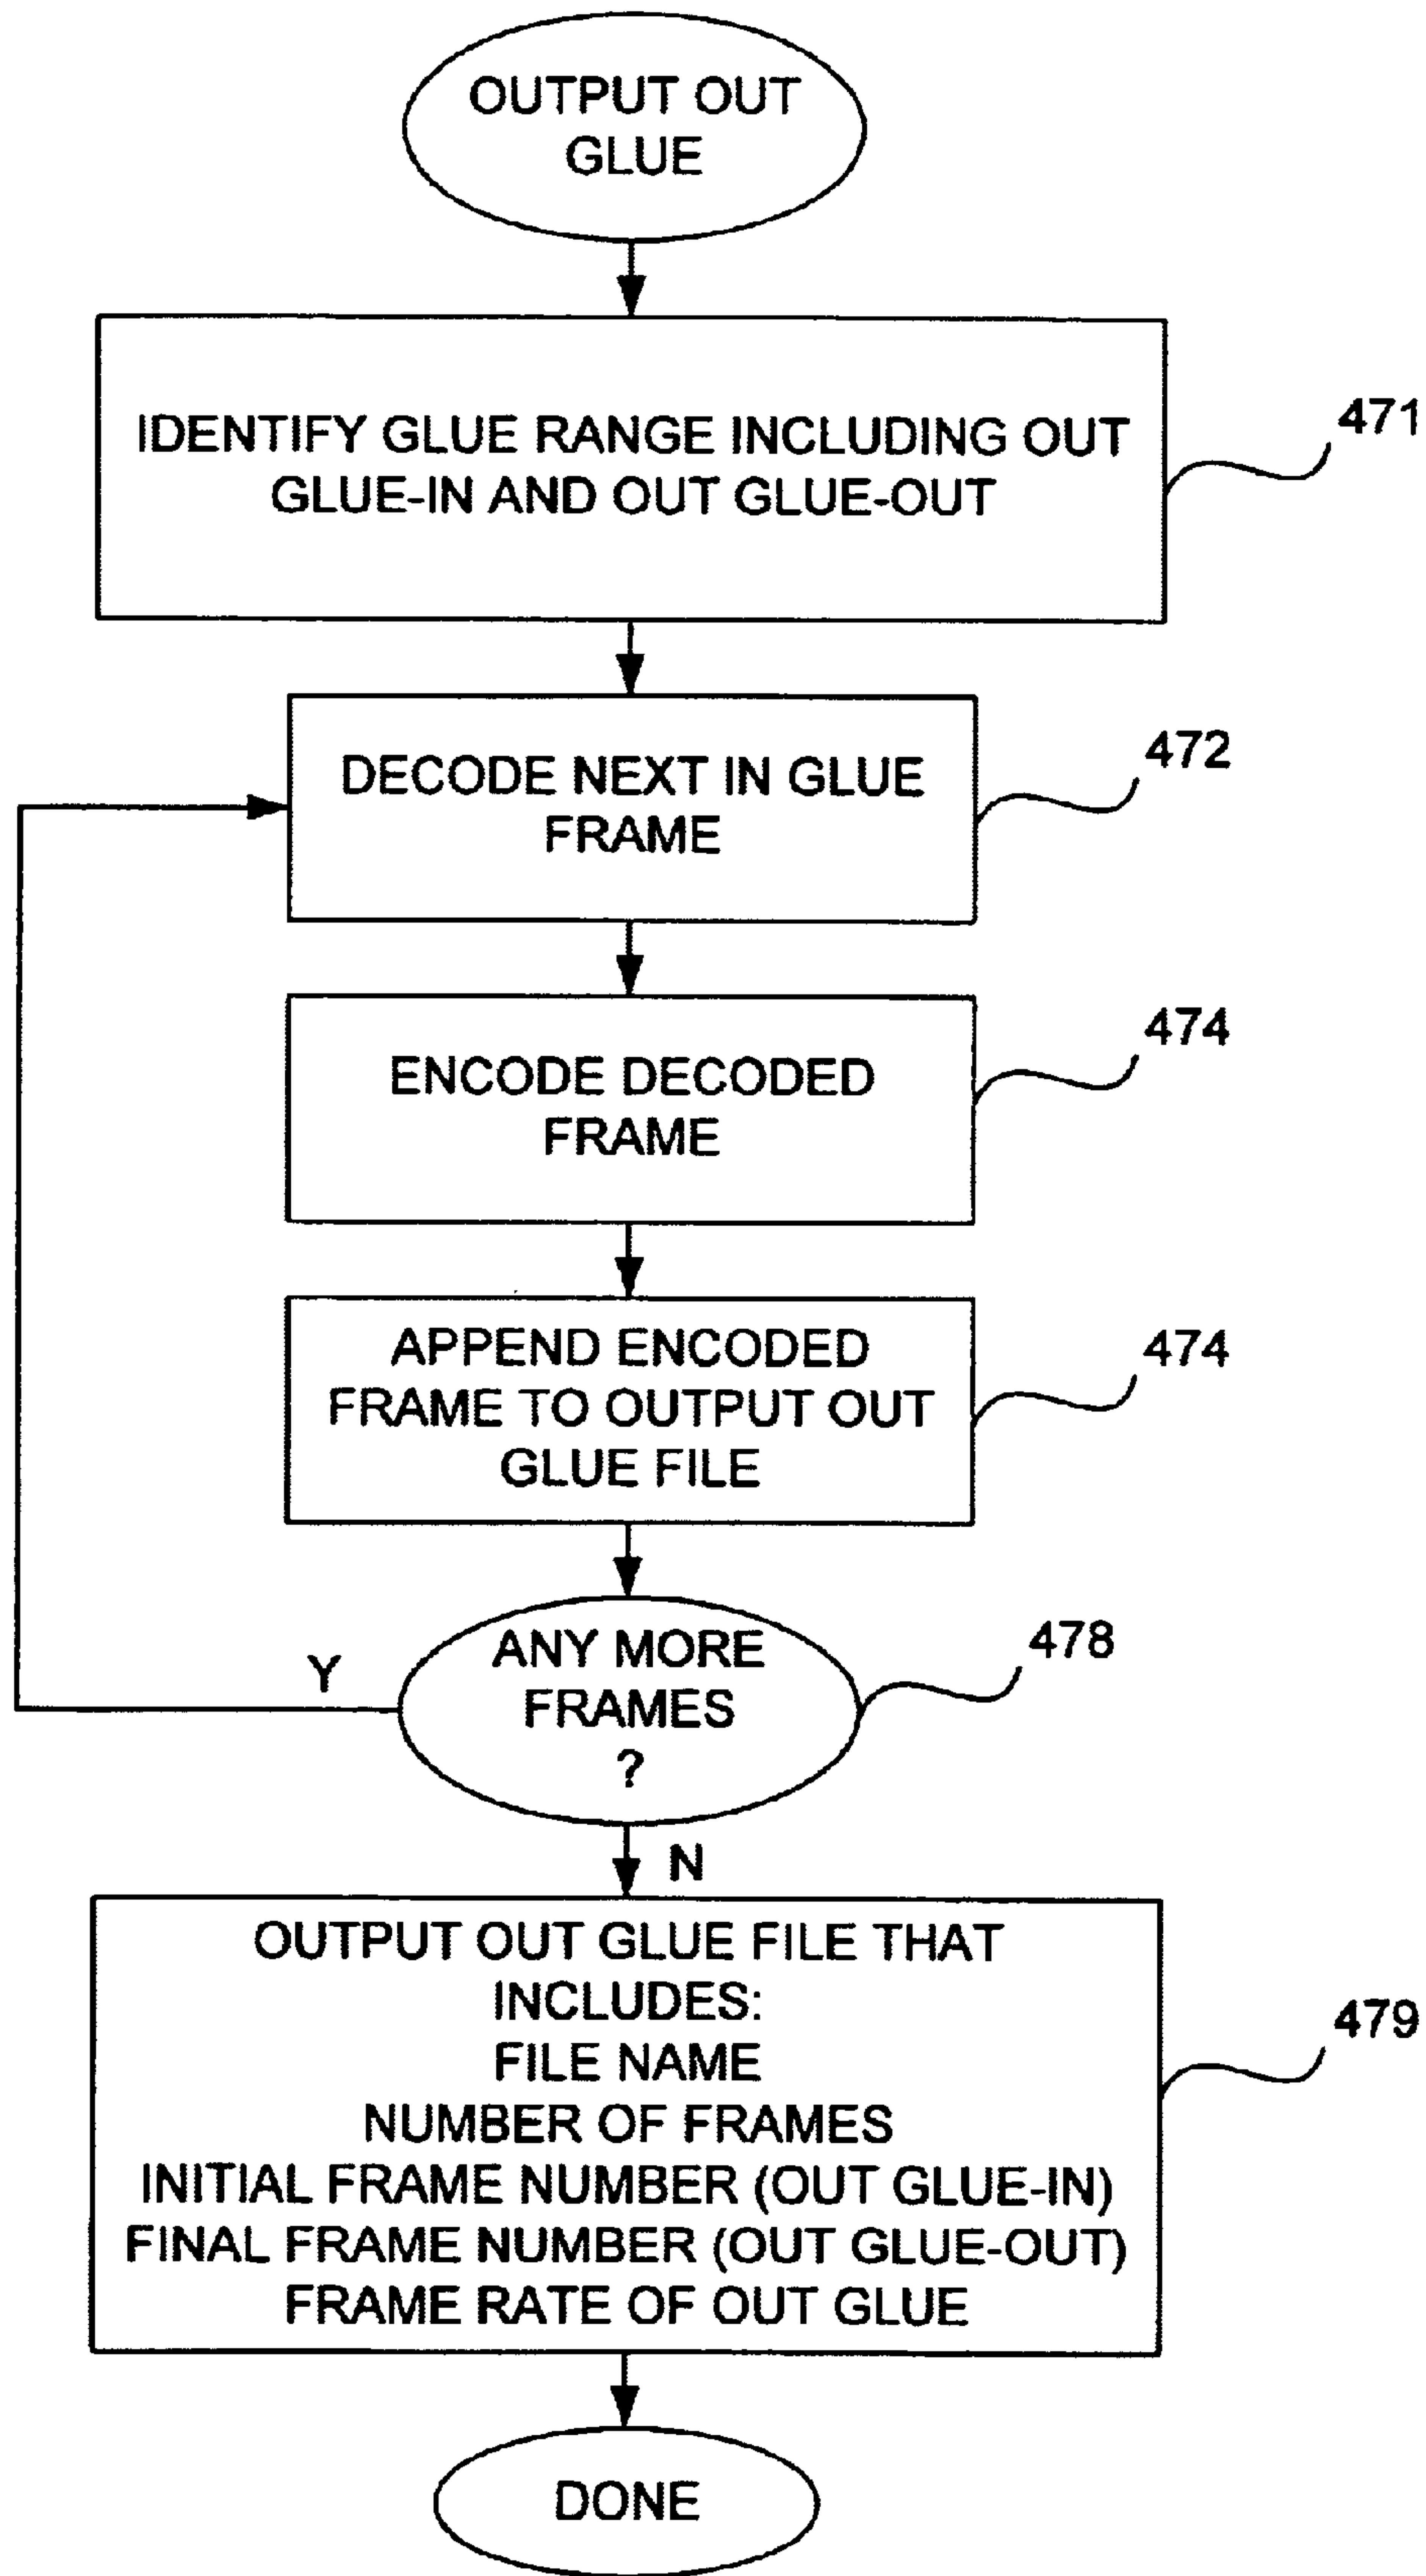 OUTPUT OUT
GLUE
IDENTIFY GLUE RANGE INCLUDING OUT
GLUE-IN AND OUT GLUE-OUT
471
DECODE NEXT IN GLUE
FRAME
472
ENCODE DECODED
FRAME
474
APPEND ENCODED
FRAME TO OUTPUT OUT
GLUE FILE
474
ANY MORE
FRAMES
?
478
Y
N
OUTPUT OUT GLUE FILE THAT
INCLUDES:
FILE NAME
NUMBER OF FRAMES
INITIAL FRAME NUMBER (OUT GLUE-IN)
FINAL FRAME NUMBER (OUT GLUE-OUT)
FRAME RATE OF OUT GLUE
479
DONE